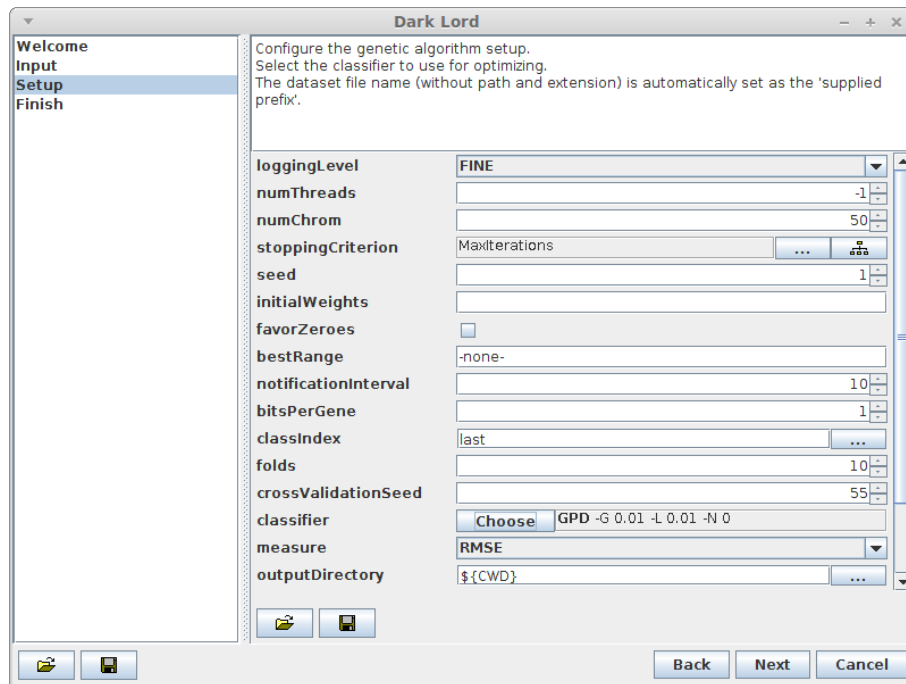 Dark Lord
Welcome
Input
Setup
Finish
Configure the genetic algorithm setup.
Select the classifier to use for optimizing.
The dataset file name (without path and extension) is automatically set as the 'supplied
prefix'.
loggingLevel FINE
numThreads -1
numChrom 50
stoppingCriterion MaxIterations ...
seed 1
initialWeights
favorZeroes
bestRange -none-
notificationInterval 10
bitsPerGene 1
classIndex last ...
folds 10
crossValidationSeed 55
classifier Choose GPD -G 0.01 -L 0.01 -N 0
measure RMSE
outputDirectory ${CWD} ...
Back Next Cancel